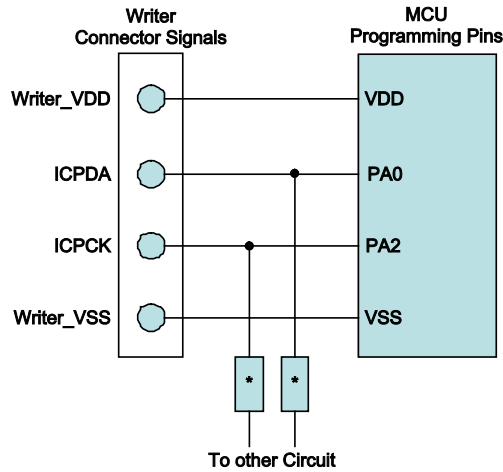 Writer
Connector Signals
MCU
Programming Pins
Writer_VDD
VDD
ICPDA
PA0
ICPCK
PA2
Writer_VSS
VSS
* *
To other Circuit